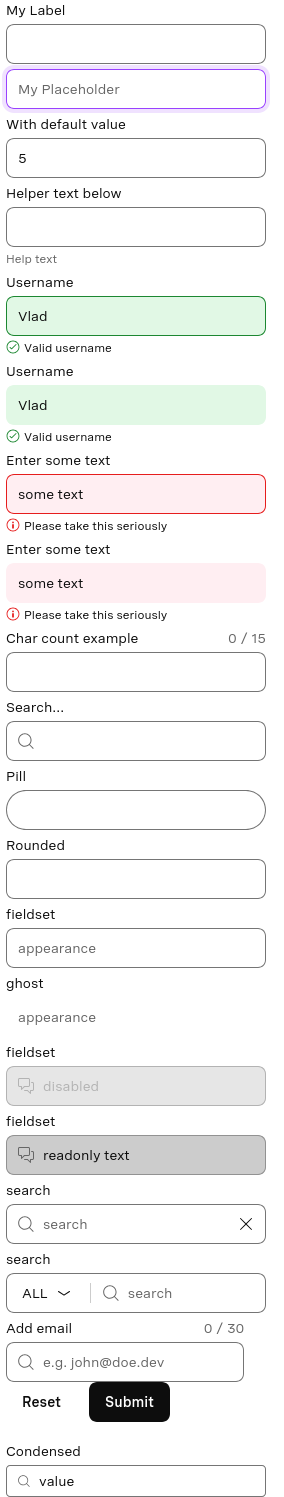 My Label
My Placeholder
With default value
5
Helper text below
Help text
Username
Vlad
Valid username
Username
Vlad
Valid username
Enter some text
some text
Please take this seriously
Enter some text
some text
Please take this seriously
Char count example 0 / 15
Search...
Pill
Rounded
fieldset
appearance
ghost
appearance
fieldset
disabled
fieldset
readonly text
search
search
search
ALL search
Add email 0 / 30
e.g. john@doe.dev
Reset Submit
Condensed
value